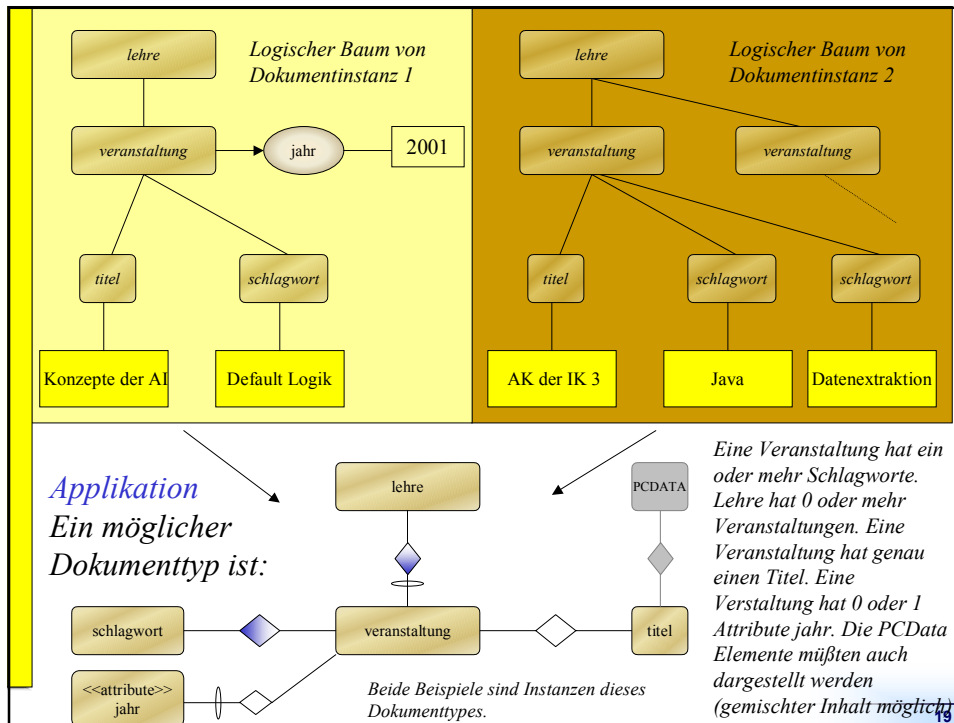 lehre
Logischer Baum von
Dokumentinstanz 1
veranstaltung
jahr
2001
titel
schlagwort
Konzepte der AI
Default Logik
lehre
Logischer Baum von
Dokumentinstanz 2
veranstaltung
veranstaltung
titel
schlagwort
schlagwort
AK der IK 3
Java
Datenextraktion
Applikation
Ein möglicher
Dokumenttyp ist:
lehre
PCDATA
schlagwort
veranstaltung
titel
<<attribute>>
jahr
Beide Beispiele sind Instanzen dieses
Dokumenttypes.
Eine Veranstaltung hat ein
oder mehr Schlagworte.
Lehre hat 0 oder mehr
Veranstaltungen. Eine
Veranstaltung hat genau
einen Titel. Eine
Verstaltung hat 0 oder 1
Attribute jahr. Die PCData
Elemente müßten auch
dargestellt werden
(gemischter Inhalt möglich)
19